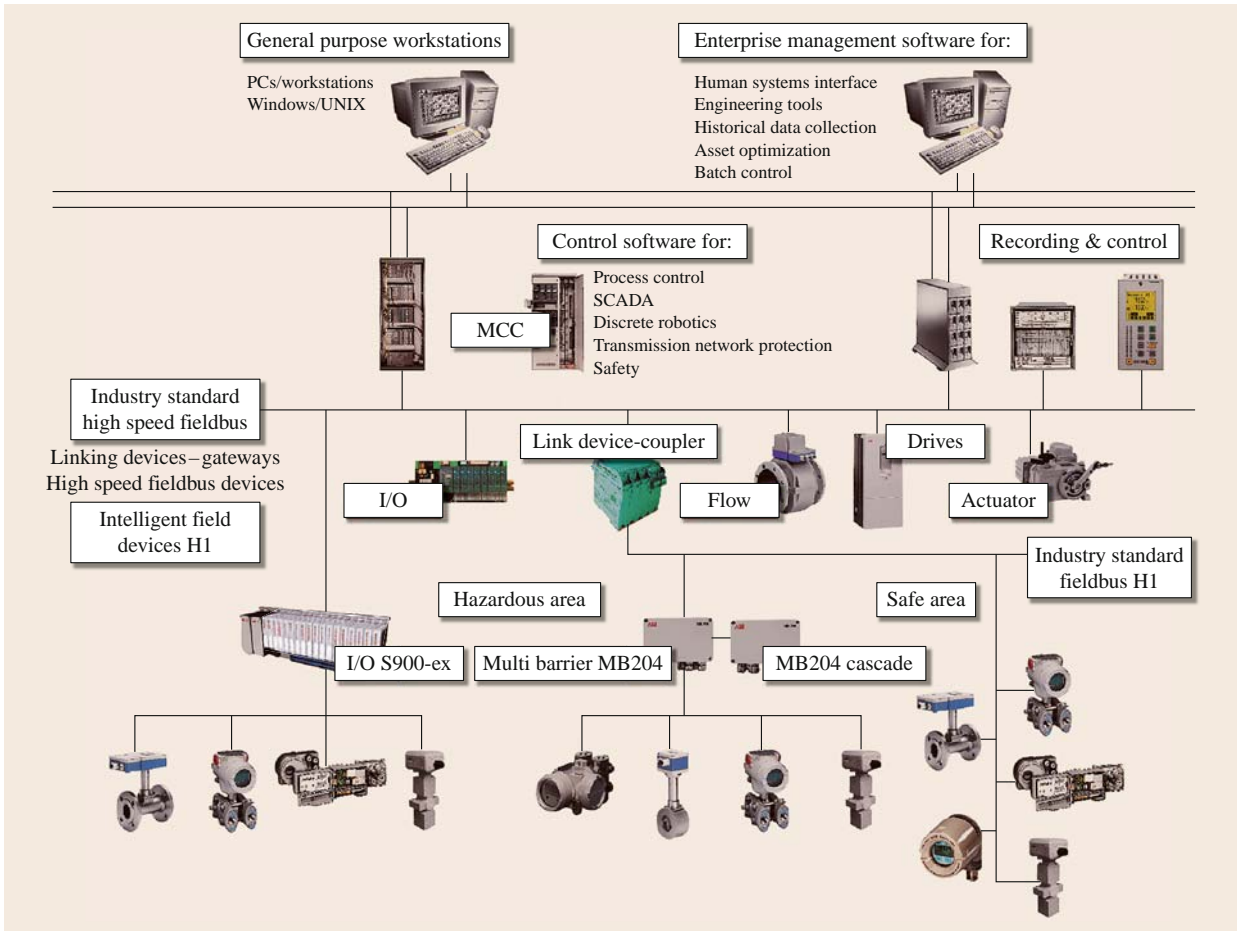 General purpose workstations
PCs/workstations
Windows/UNIX
Enterprise management software for:
Human systems interface
Engineering tools
Historical data collection
Asset optimization
Batch control
Control software for:
Process control
SCADA
Discrete robotics
Transmission network protection
Safety
MCC
Recording & control
Industry standard
high speed fieldbus
Linking devices–gateways
High speed fieldbus devices
Intelligent field
devices H1
I/O
Link device-coupler
Flow
Drives
Actuator
Industry standard
fieldbus H1
Hazardous area
Safe area
I/O S900-ex
ABB
Multi barrier MB204
ABB
MB204 cascade